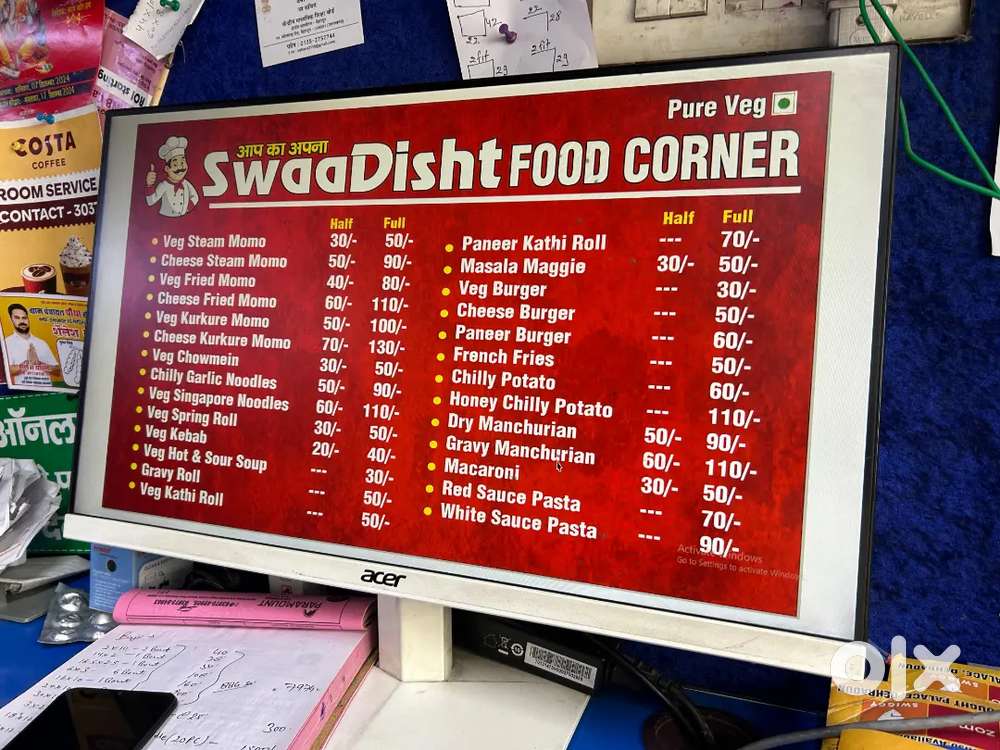 Pure Veg
आप का अपना
SwaaDisht FOOD CORNER
Half Full
Veg Steam Momo 30/- 50/-
Cheese Steam Momo 50/- 90/-
Veg Fried Momo 40/- 80/-
Cheese Fried Momo 60/- 110/-
Veg Kurkure Momo 50/- 100/-
Cheese Kurkure Momo 70/- 130/-
Veg Chowmein 30/- 50/-
Chilly Garlic Noodles 50/- 90/-
Veg Singapore Noodles 60/- 110/-
Veg Spring Roll 30/- 50/-
Veg Kebab 20/- 40/-
Veg Hot & Sour Soup --- 30/-
Gravy Roll --- 50/-
Veg Kathi Roll --- 50/-
Half Full
Paneer Kathi Roll --- 70/-
Masala Maggie 30/- 50/-
Veg Burger --- 30/-
Cheese Burger --- 50/-
Paneer Burger --- 60/-
French Fries --- 50/-
Chilly Potato --- 60/-
Honey Chilly Potato --- 110/-
Dry Manchurian 50/- 90/-
Gravy Manchurian 60/- 110/-
Macaroni 30/- 50/-
Red Sauce Pasta --- 70/-
White Sauce Pasta --- 90/-
Go to Settings to activate Windows
acer
COSTA
COFFEE
ROOM SERVICE
CONTACT - 303
ऑनल
PARAMOUNT
olx
SWIGGY